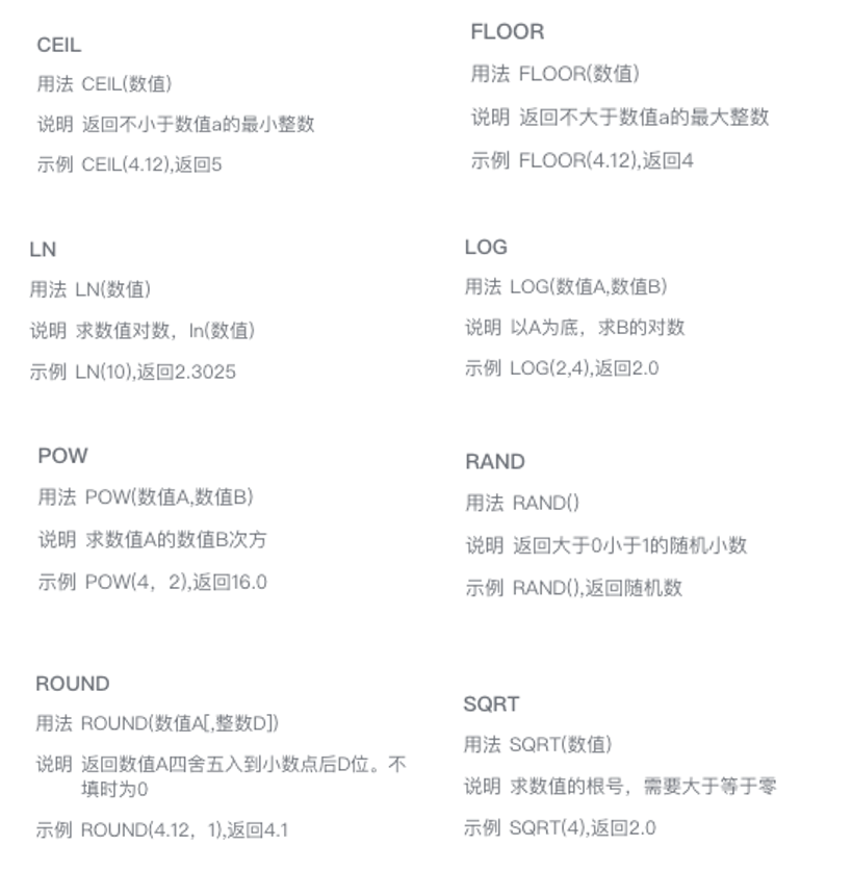 CEIL
用法 CEIL(数值)
说明 返回不小于数值a的最小整数
示例 CEIL(4.12),返回5
FLOOR
用法 FLOOR(数值)
说明 返回不大于数值a的最大整数
示例 FLOOR(4.12),返回4
LN
用法 LN(数值)
说明 求数值对数，ln(数值)
示例 LN(10),返回2.3025
LOG
用法 LOG(数值A,数值B)
说明 以A为底，求B的对数
示例 LOG(2,4),返回2.0
POW
用法 POW(数值A,数值B)
说明 求数值A的数值B次方
示例 POW(4，2),返回16.0
RAND
用法 RAND()
说明 返回大于0小于1的随机小数
示例 RAND(),返回随机数
ROUND
用法 ROUND(数值A[,整数D])
说明 返回数值A四舍五入到小数点后D位。不
填时为0
示例 ROUND(4.12，1),返回4.1
SQRT
用法 SQRT(数值)
说明 求数值的根号，需要大于等于零
示例 SQRT(4),返回2.0